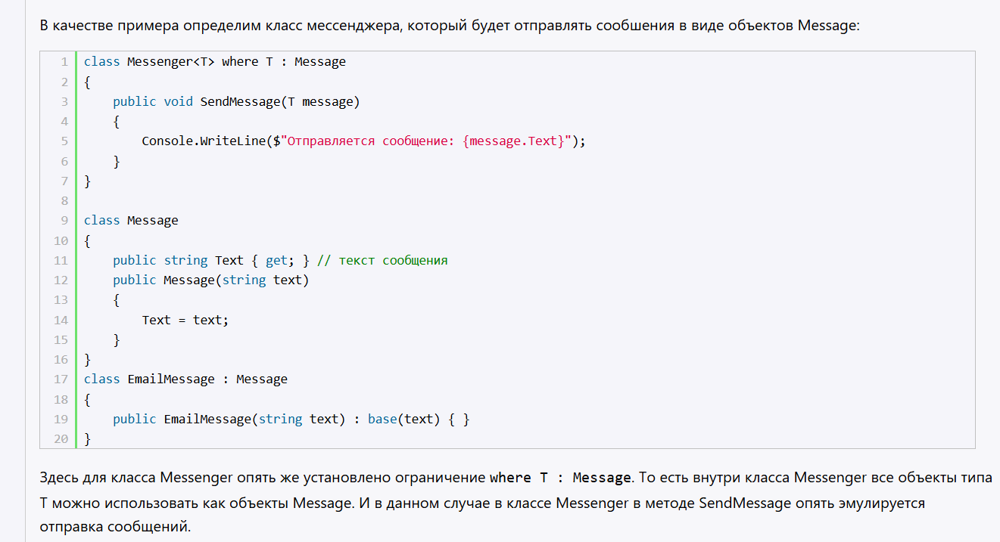 В качестве примера определим класс мессенджера, который будет отправлять сообшения в виде объектов Message:
1 class Messenger<T> where T : Message
2 {
3     public void SendMessage(T message)
4     {
5         Console.WriteLine($"Отправляется сообщение: {message.Text}");
6     }
7 }
8
9 class Message
10 {
11     public string Text { get; } // текст сообщения
12     public Message(string text)
13     {
14         Text = text;
15     }
16 }
17 class EmailMessage : Message
18 {
19     public EmailMessage(string text) : base(text) { }
20 }
Здесь для класса Messenger опять же установлено ограничение where T : Message. То есть внутри класса Messenger все объекты типа
T можно использовать как объекты Message. И в данном случае в классе Messenger в методе SendMessage опять эмулируется
отправка сообщений.